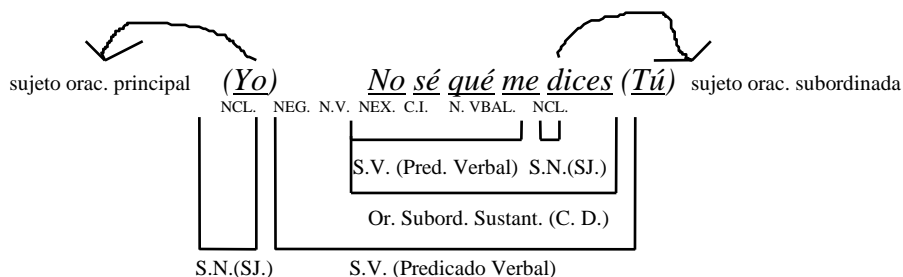 sujeto orac. principal (Yo) No sé qué me dices (Tú) sujeto orac. subordinada
NCL. NEG. N.V. NEX. C.I. N. VBAL. NCL.
S.V. (Pred. Verbal) S.N.(SJ.)
Or. Subord. Sustant. (C. D.)
S.N.(SJ.) S.V. (Predicado Verbal)